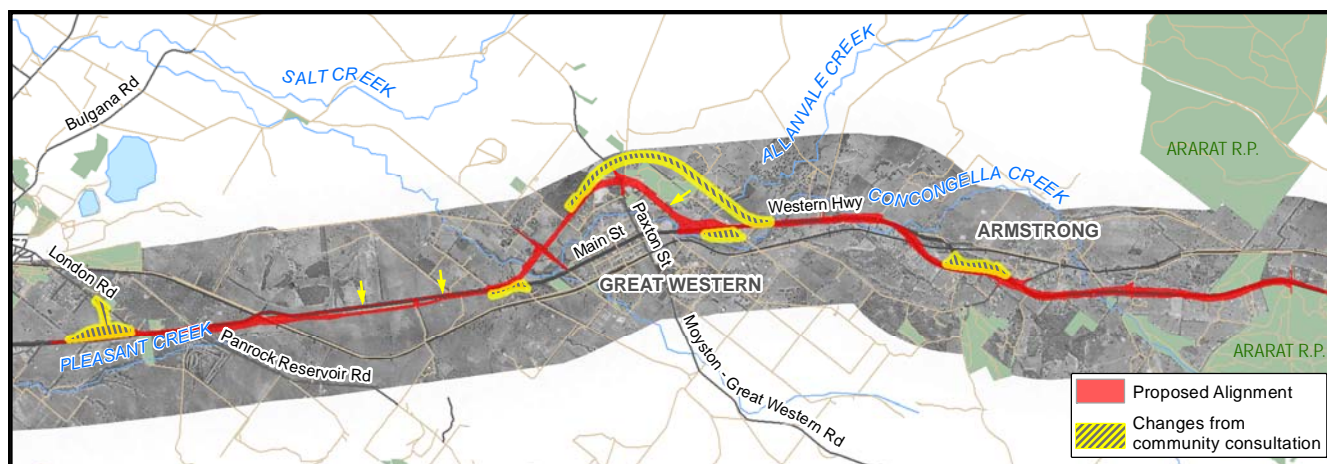 SALT CREEK
Bulgana Rd
ALLANVALE CREEK
ARARAT R.P.
CONCONGELLA CREEK
Western Hwy
Paxton St
Main St
ARMSTRONG
London Rd
GREAT WESTERN
PLEASANT CREEK
Panrock Reservoir Rd
Moyston - Great Western Rd
ARARAT R.P.
Proposed Alignment
Changes from
community consultation